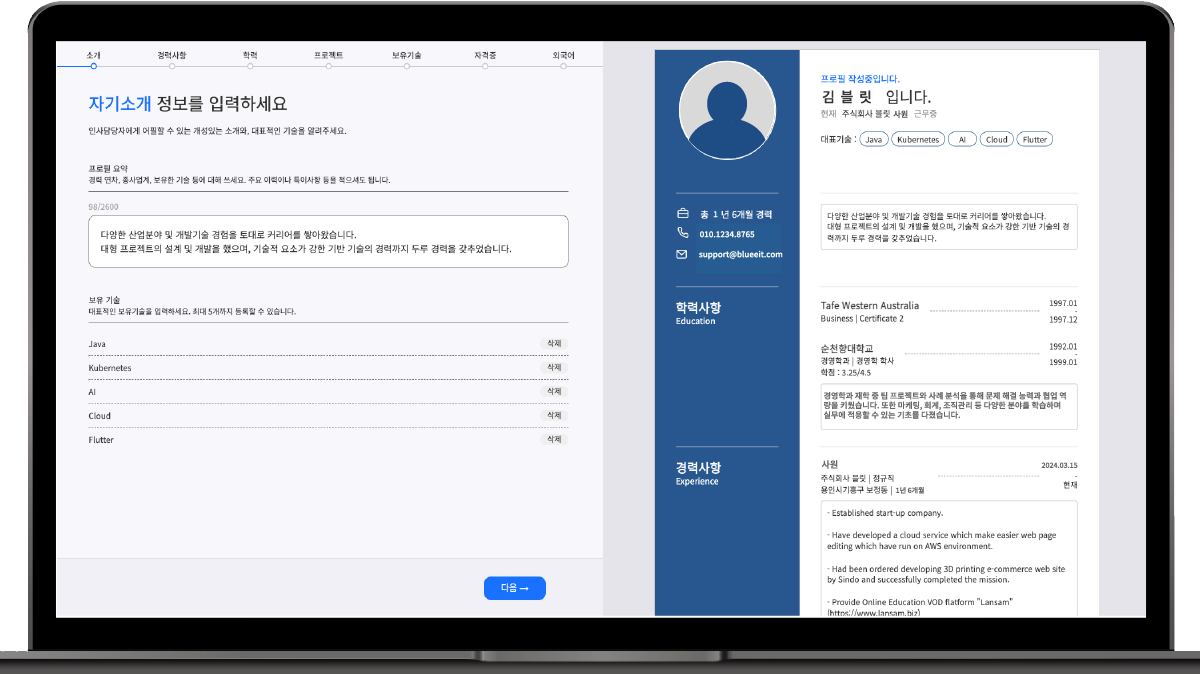 소개 경력사항 학력 프로젝트 보유기술 자격증 외국어
자기소개 정보를 입력하세요
인사담당자에게 어필할 수 있는 개성있는 소개와, 대표적인 기술을 알려주세요.
프로필 요약
경력 연차, 종사업계, 보유한 기술 등에 대해 쓰세요. 주요 이력이나 특이사항 등을 적으셔도 됩니다.
98/2600
다양한 산업분야 및 개발기술 경험을 토대로 커리어를 쌓아왔습니다.
대형 프로젝트의 설계 및 개발을 했으며, 기술적 요소가 강한 기반 기술의 경력까지 두루 경력을 갖추었습니다.
보유 기술
대표적인 보유기술을 입력하세요. 최대 5개까지 등록할 수 있습니다.
Java 삭제
Kubernetes 삭제
AI 삭제
Cloud 삭제
Flutter 삭제
다음 →
총 1 년 6개월 경력
010.1234.8765
support@blueeit.com
학력사항
Education
경력사항
Experience
프로필 작성중입니다.
김 블 릿 입니다.
현재 주식회사 블릿 사원 근무중
대표기술 : Java Kubernetes AI Cloud Flutter
다양한 산업분야 및 개발기술 경험을 토대로 커리어를 쌓아왔습니다.
대형 프로젝트의 설계 및 개발을 했으며, 기술적 요소가 강한 기반 기술의 경
력까지 두루 경력을 갖추었습니다.
Tafe Western Australia 1997.01
-
Business | Certificate 2 1997.12
순천향대학교 1992.01
-
경영학과 | 경영학 학사 1999.01
학점 : 3.25/4.5
경영학과 재학 중 팀 프로젝트와 사례 분석을 통해 문제 해결 능력과 협업 역
량을 키웠습니다. 또한 마케팅, 회계, 조직관리 등 다양한 분야를 학습하며
실무에 적용할 수 있는 기초를 다졌습니다.
사원 2024.03.15
-
주식회사 블릿 | 정규직 현재
용인시기흥구 보정동 | 1년 6개월
- Established start-up company.
- Have developed a cloud service which make easier web page
editing which have run on AWS environment.
- Had been ordered developing 3D printing e-commerce web site
by Sindo and successfully completed the mission.
- Provide Online Education VOD flatform "Lansam"
(https://www.lansam.biz)